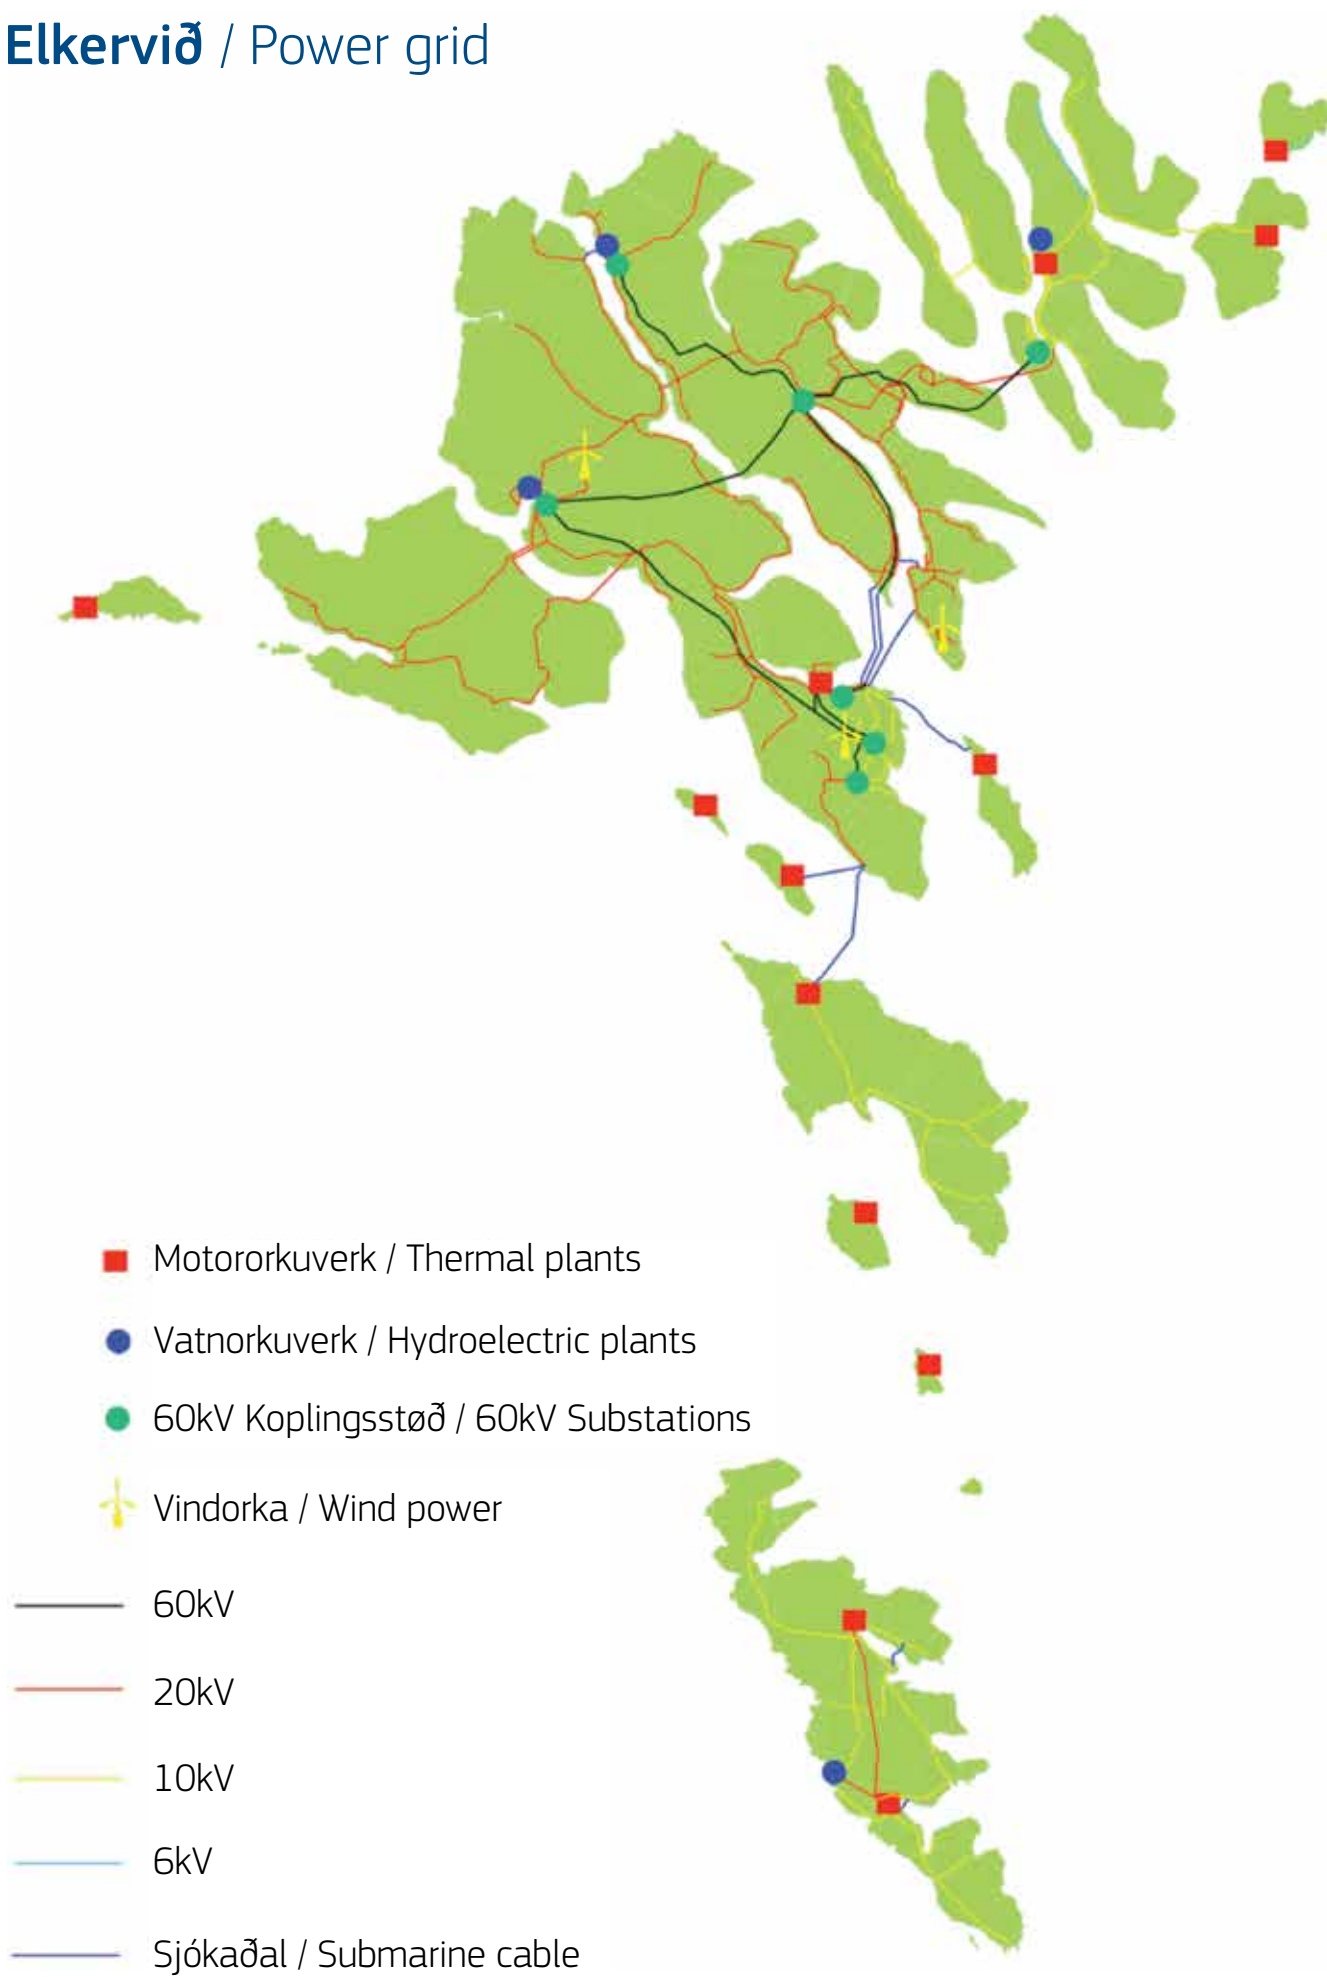 Elkervið / Power grid
Motororkuverk / Thermal plants
Vatnorkuverk / Hydroelectric plants
60kV Koplingsstøð / 60kV Substations
Vindorka / Wind power
60kV
20kV
10kV
6kV
Sjókaðal / Submarine cable